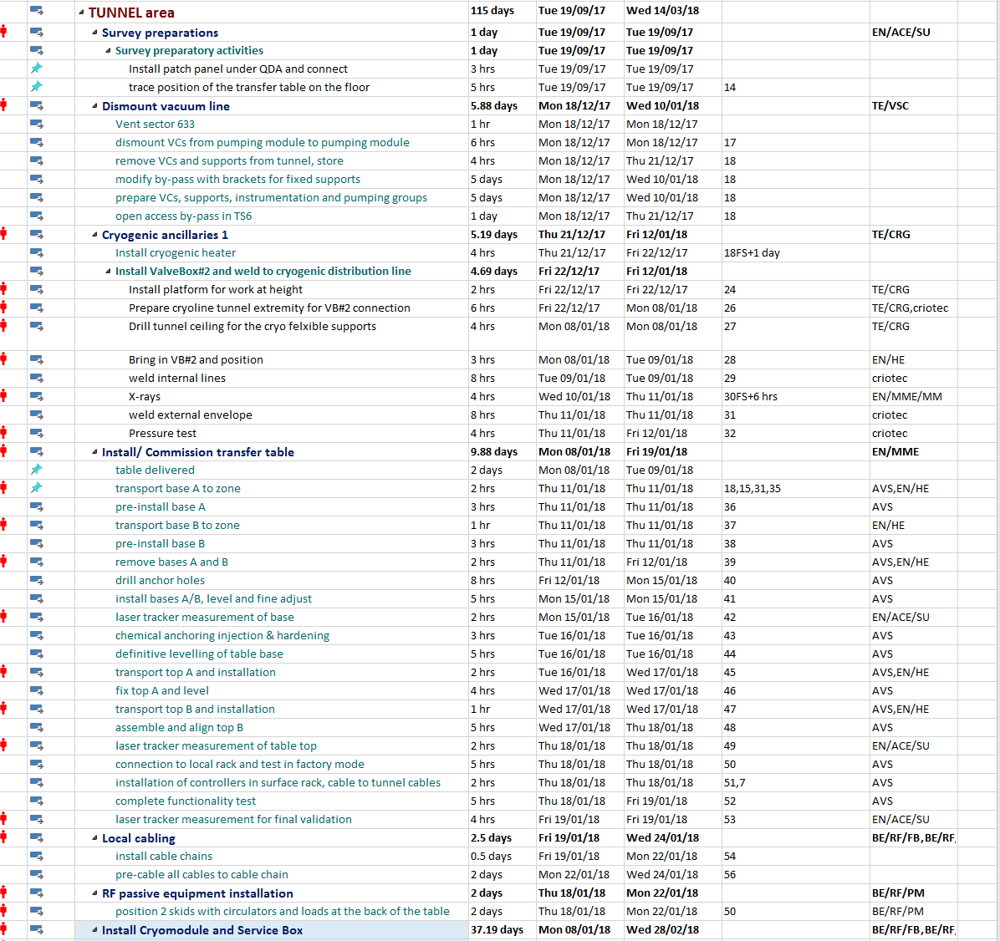 TUNNEL area 115 days Tue 19/09/17 Wed 14/03/18
Survey preparations 1 day Tue 19/09/17 Tue 19/09/17 EN/ACE/SU
Survey preparatory activities 1 day Tue 19/09/17 Tue 19/09/17
Install patch panel under QDA and connect 3 hrs Tue 19/09/17 Tue 19/09/17
trace position of the transfer table on the floor 5 hrs Tue 19/09/17 Tue 19/09/17 14
Dismount vacuum line 5.88 days Mon 18/12/17 Wed 10/01/18 TE/VSC
Vent sector 633 1 hr Mon 18/12/17 Mon 18/12/17
dismount VCs from pumping module to pumping module 6 hrs Mon 18/12/17 Mon 18/12/17 17
remove VCs and supports from tunnel, store 4 hrs Mon 18/12/17 Thu 21/12/17 18
modify by-pass with brackets for fixed supports 5 days Mon 18/12/17 Wed 10/01/18 18
prepare VCs, supports, instrumentation and pumping groups 5 days Mon 18/12/17 Wed 10/01/18 18
open access by-pass in TS6 1 day Mon 18/12/17 Thu 21/12/17 18
Cryogenic ancillaries 1 5.19 days Thu 21/12/17 Fri 12/01/18 TE/CRG
Install cryogenic heater 4 hrs Thu 21/12/17 Fri 22/12/17 18FS+1 day
Install ValveBox#2 and weld to cryogenic distribution line 4.69 days Fri 22/12/17 Fri 12/01/18
Install platform for work at height 2 hrs Fri 22/12/17 Fri 22/12/17 24 TE/CRG
Prepare cryoline tunnel extremity for VB#2 connection 6 hrs Fri 22/12/17 Mon 08/01/18 26 TE/CRG,criotec
Drill tunnel ceiling for the cryo felxible supports 4 hrs Mon 08/01/18 Mon 08/01/18 27 TE/CRG
Bring in VB#2 and position 3 hrs Mon 08/01/18 Tue 09/01/18 28 EN/HE
weld internal lines 8 hrs Tue 09/01/18 Tue 09/01/18 29 criotec
X-rays 4 hrs Wed 10/01/18 Thu 11/01/18 30FS+6 hrs EN/MME/MM
weld external envelope 8 hrs Thu 11/01/18 Thu 11/01/18 31 criotec
Pressure test 4 hrs Thu 11/01/18 Fri 12/01/18 32 criotec
Install/ Commission transfer table 9.88 days Mon 08/01/18 Fri 19/01/18 EN/MME
table delivered 2 days Mon 08/01/18 Tue 09/01/18
transport base A to zone 2 hrs Thu 11/01/18 Thu 11/01/18 18,15,31,35 AVS,EN/HE
pre-install base A 3 hrs Thu 11/01/18 Thu 11/01/18 36 AVS
transport base B to zone 1 hr Thu 11/01/18 Thu 11/01/18 37 EN/HE
pre-install base B 3 hrs Thu 11/01/18 Thu 11/01/18 38 AVS
remove bases A and B 2 hrs Thu 11/01/18 Fri 12/01/18 39 AVS,EN/HE
drill anchor holes 8 hrs Fri 12/01/18 Mon 15/01/18 40 AVS
install bases A/B, level and fine adjust 5 hrs Mon 15/01/18 Mon 15/01/18 41 AVS
laser tracker measurement of base 2 hrs Mon 15/01/18 Tue 16/01/18 42 EN/ACE/SU
chemical anchoring injection & hardening 3 hrs Tue 16/01/18 Tue 16/01/18 43 AVS
definitive levelling of table base 5 hrs Tue 16/01/18 Tue 16/01/18 44 AVS
transport top A and installation 2 hrs Tue 16/01/18 Wed 17/01/18 45 AVS,EN/HE
fix top A and level 4 hrs Wed 17/01/18 Wed 17/01/18 46 AVS
transport top B and installation 1 hr Wed 17/01/18 Wed 17/01/18 47 AVS,EN/HE
assemble and align top B 5 hrs Wed 17/01/18 Thu 18/01/18 48 AVS
laser tracker measurement of table top 2 hrs Thu 18/01/18 Thu 18/01/18 49 EN/ACE/SU
connection to local rack and test in factory mode 5 hrs Thu 18/01/18 Thu 18/01/18 50 AVS
installation of controllers in surface rack, cable to tunnel cables 2 hrs Thu 18/01/18 Thu 18/01/18 51,7 AVS
complete functionality test 5 hrs Thu 18/01/18 Fri 19/01/18 52 AVS
laser tracker measurement for final validation 4 hrs Fri 19/01/18 Fri 19/01/18 53 EN/ACE/SU
Local cabling 2.5 days Fri 19/01/18 Wed 24/01/18 BE/RF/FB,BE/RF,
install cable chains 0.5 days Fri 19/01/18 Mon 22/01/18 54
pre-cable all cables to cable chain 2 days Mon 22/01/18 Wed 24/01/18 56
RF passive equipment installation 2 days Thu 18/01/18 Mon 22/01/18 BE/RF/PM
position 2 skids with circulators and loads at the back of the table 2 days Thu 18/01/18 Mon 22/01/18 50 BE/RF/PM
Install Cryomodule and Service Box 37.19 days Mon 08/01/18 Wed 28/02/18 BE/RF/FB,BE/RF,